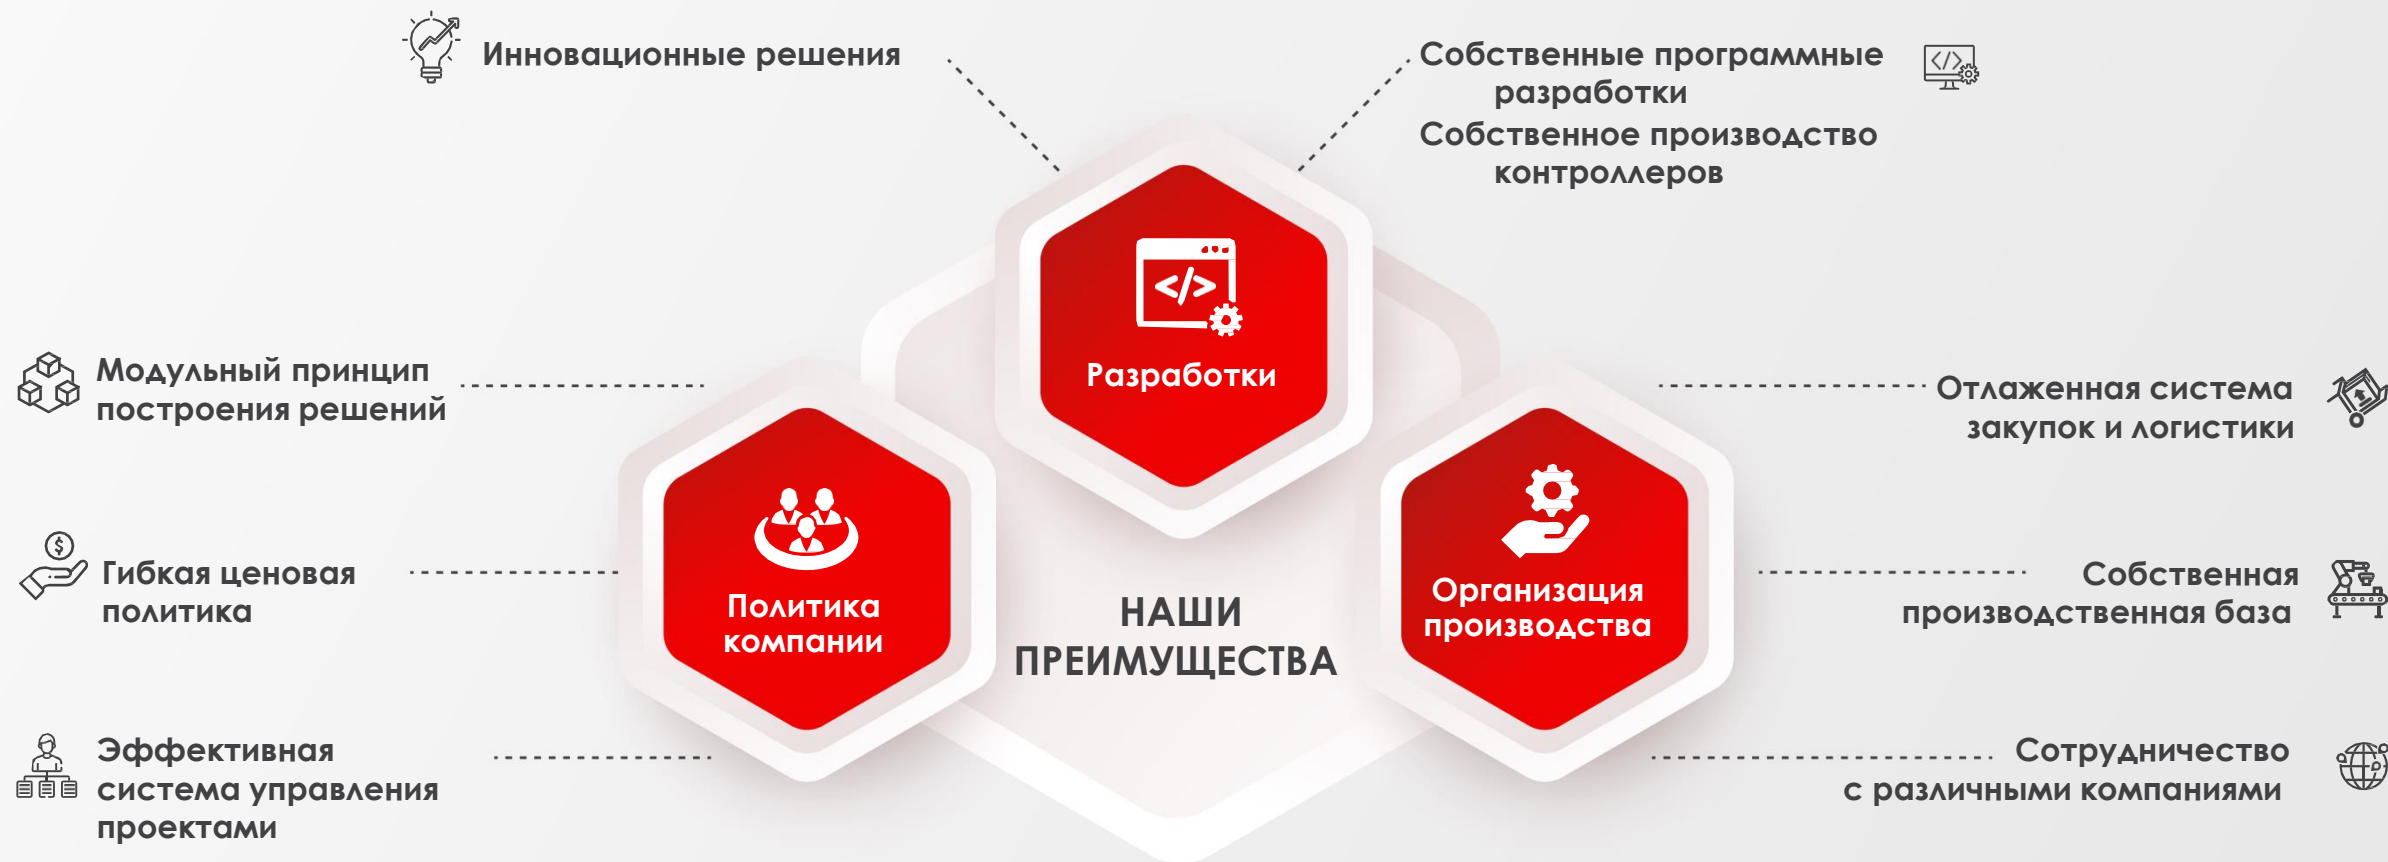 Инновационные решения
Собственные программные
разработки
Собственное производство
контроллеров
Разработки
Модульный принцип
построения решений
Гибкая ценовая
политика
Эффективная
система управления
проектами
Политика
компании
НАШИ
ПРЕИМУЩЕСТВА
Организация
производства
Отлаженная система
закупок и логистики
Собственная
производственная база
Сотрудничество
с различными компаниями